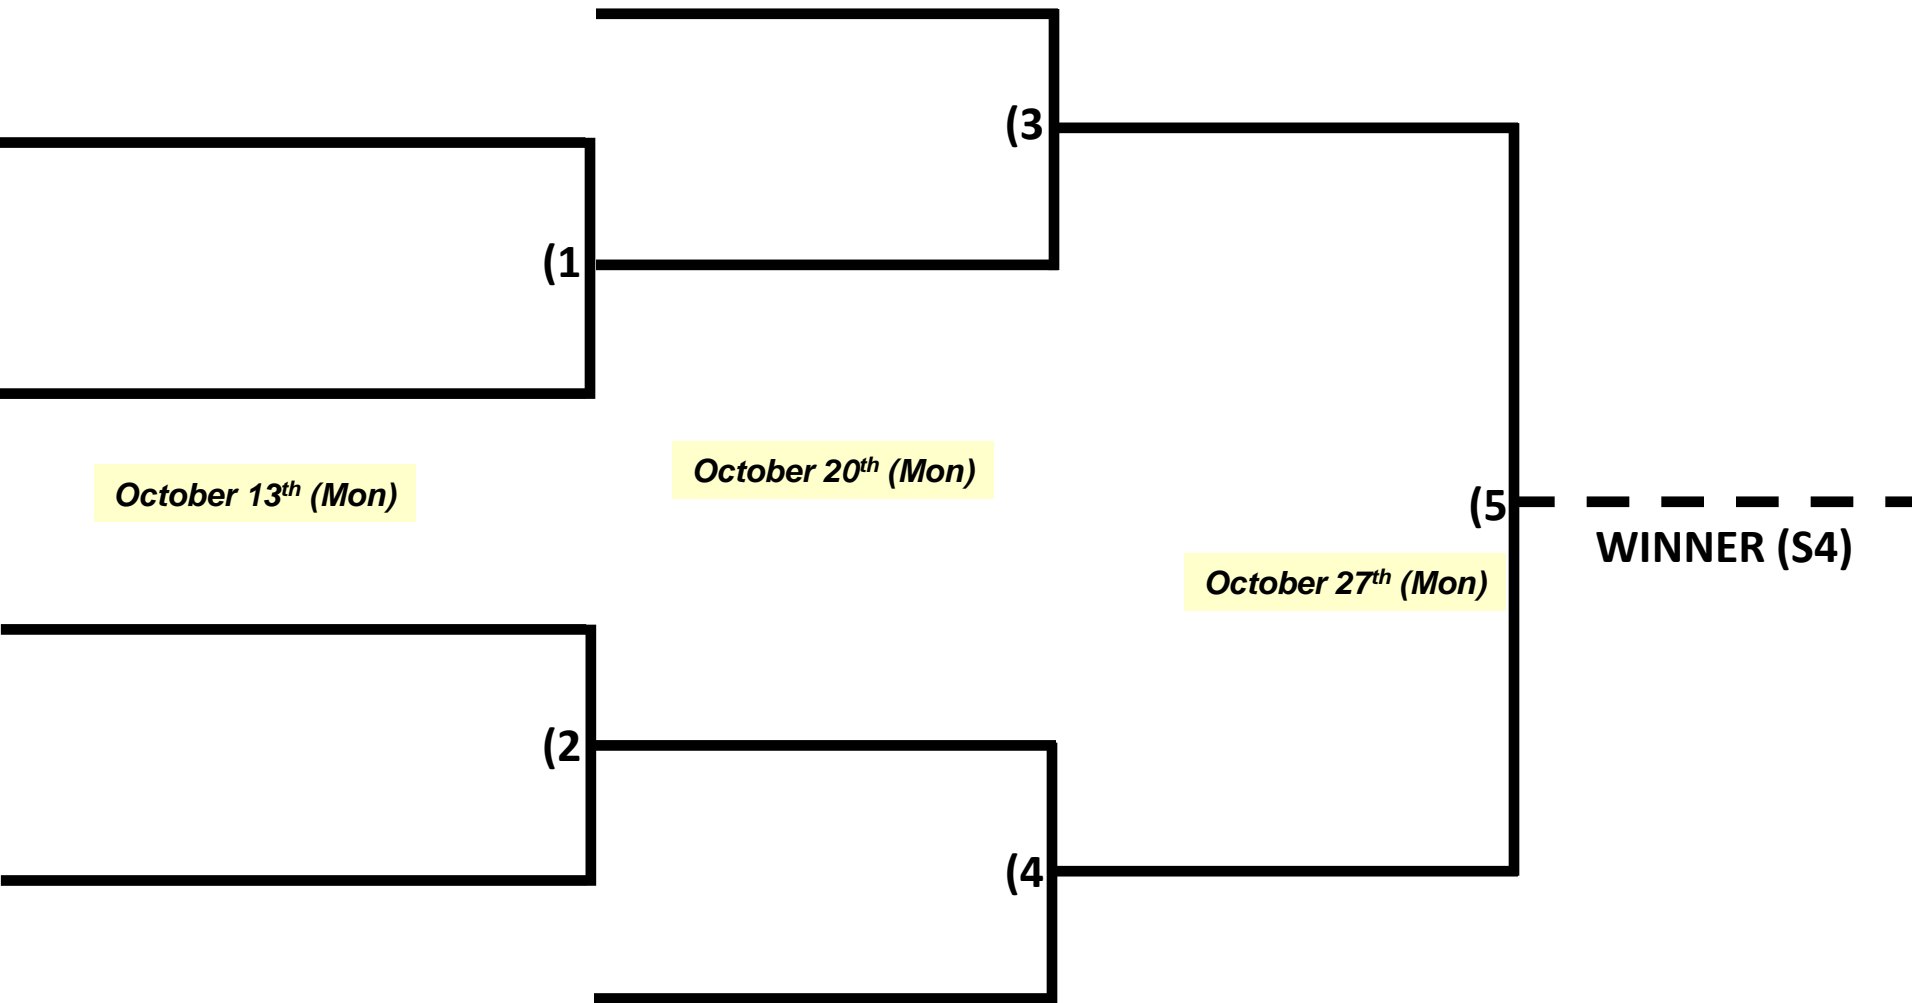 (3
(1
October 20th (Mon)
October 13th (Mon)
(5
WINNER (S4)
October 27th (Mon)
(2
(4